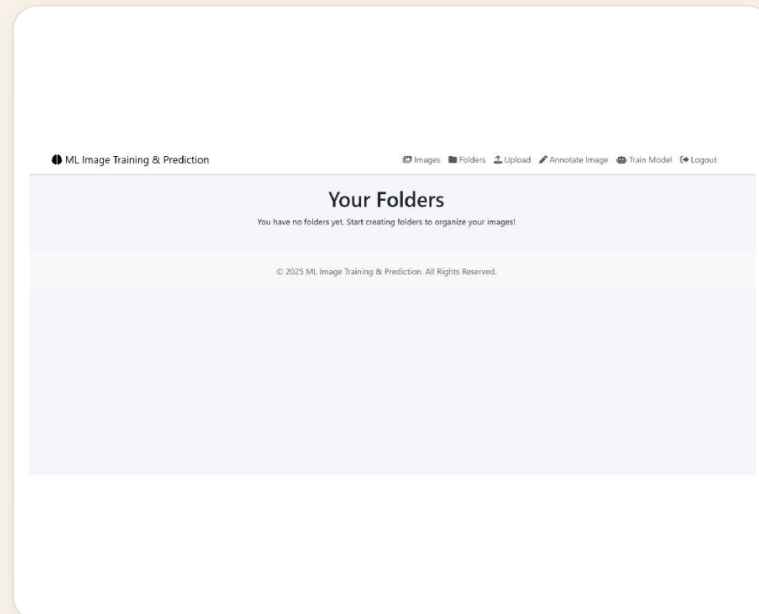 ML Image Training & Prediction
Images Folders Upload Annotate Image Train Model Logout
Your Folders
You have no folders yet. Start creating folders to organize your images!
© 2025 ML Image Training & Prediction. All Rights Reserved.